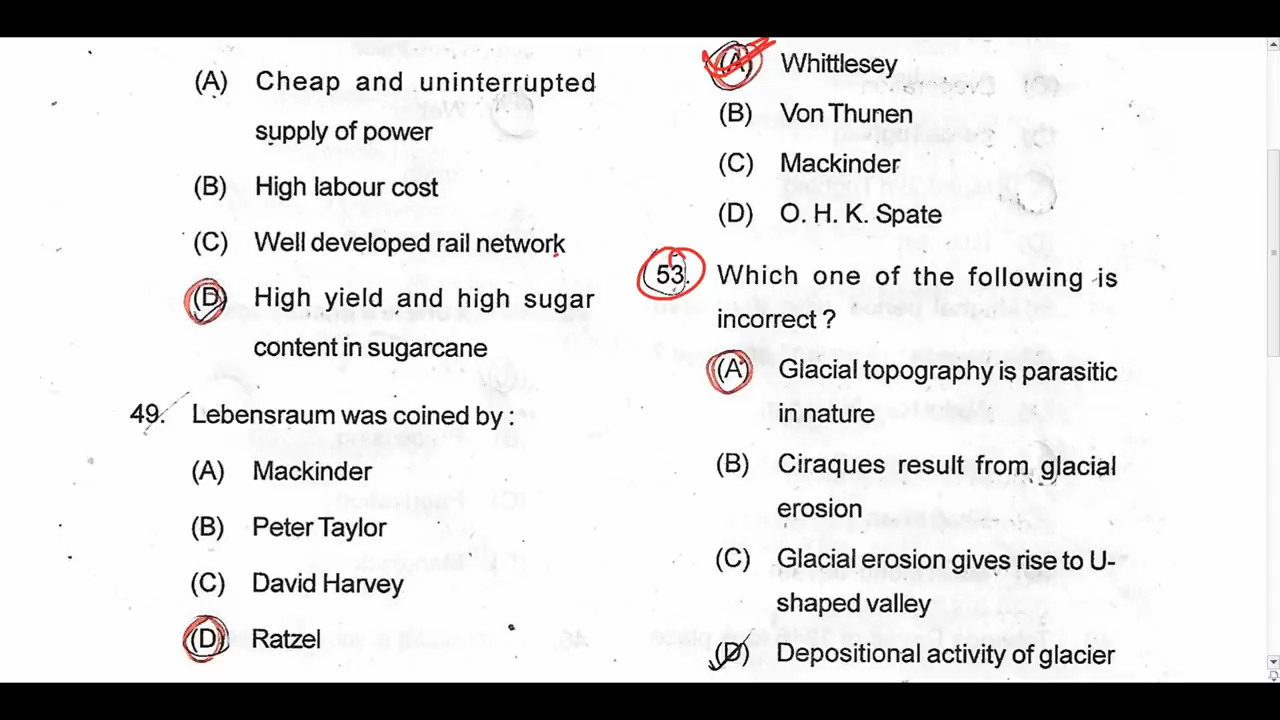 (A) Cheap and uninterrupted
supply of power
(B) High labour cost
(C) Well developed rail network
(D) High yield and high sugar
content in sugarcane
49. Lebensraum was coined by :
(A) Mackinder
(B) Peter Taylor
(C) David Harvey
(D) Ratzel
(A) Whittlesey
(B) Von Thunen
(C) Mackinder
(D) O. H. K. Spate
53. Which one of the following is
incorrect ?
(A) Glacial topography is parasitic
in nature
(B) Ciraques result from glacial
erosion
(C) Glacial erosion gives rise to U-
shaped valley
(D) Depositional activity of glacier